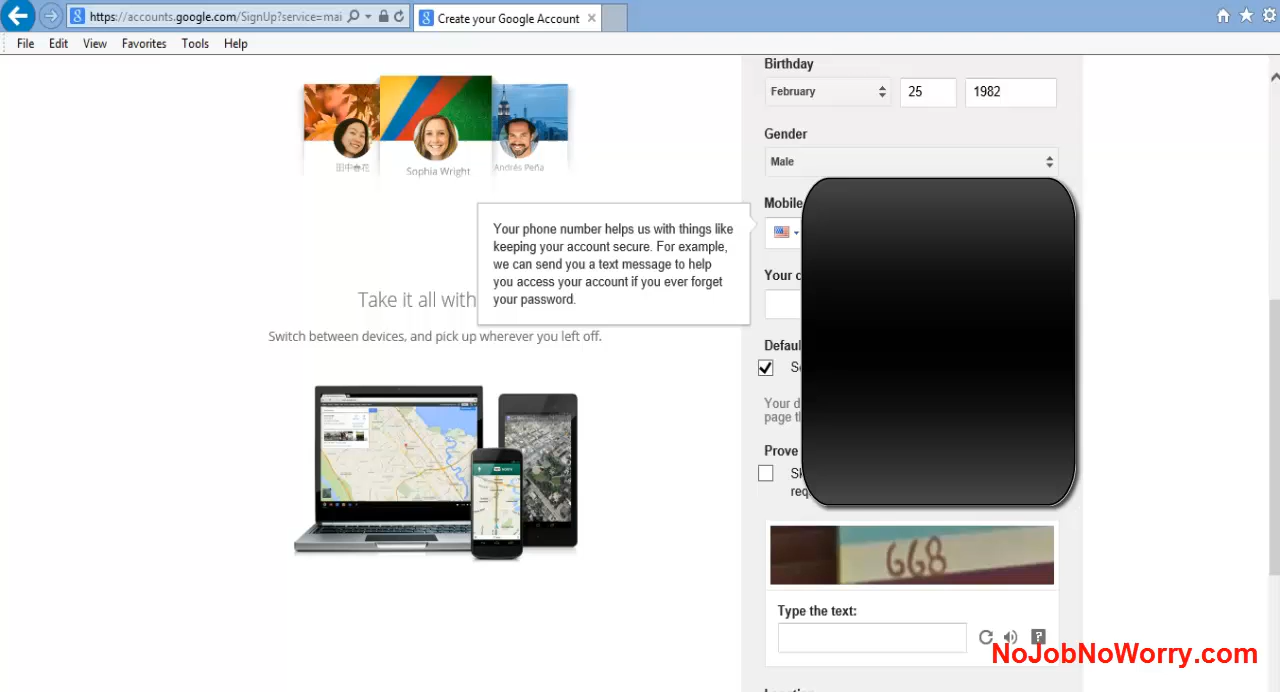 https://accounts.google.com/SignUp?service=mai
Create your Google Account
File Edit View Favorites Tools Help
Birthday
February 25 1982
田中春花
Sophia Wright
Andrés Peña
Gender
Male
Mobile
Your phone number helps us with things like
keeping your account secure. For example,
we can send you a text message to help
you access your account if you ever forget
your password.
Your c
Take it all with
Switch between devices, and pick up wherever you left off.
Defaul
Your d
page th
Prove
668
Type the text:
NoJobNoWorry.com